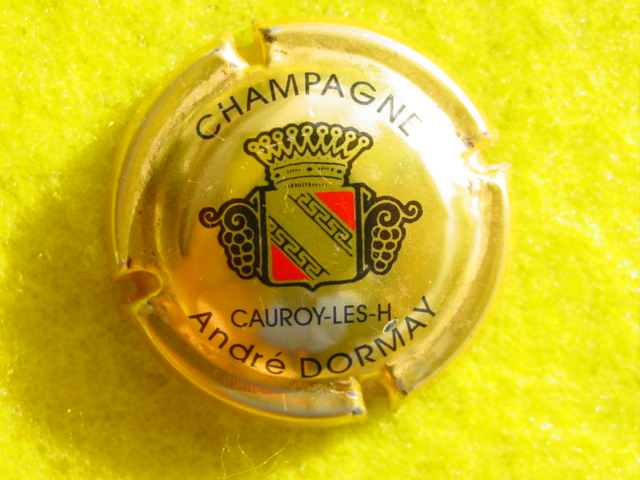 CHAMPAGNE
CAUROY-LES-H.
André DORMAY